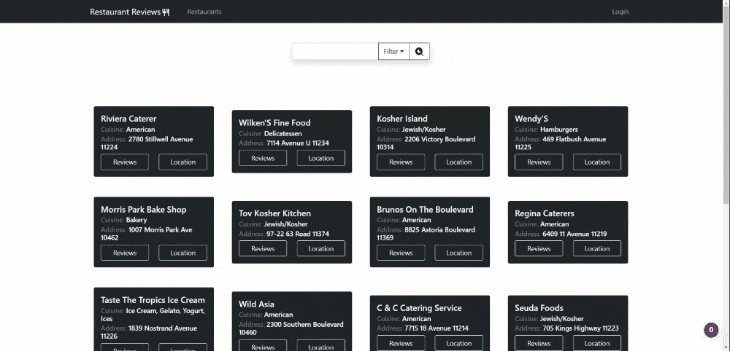 Restaurant Reviews
Restaurants
Login
Filter
Riviera Caterer
Cuisine: American
Address: 2780 Stillwell Avenue
11224
Reviews
Location
Wilken'S Fine Food
Cuisine: Delicatessen
Address: 7114 Avenue U 11234
Reviews
Location
Kosher Island
Cuisine: Jewish/Kosher
Address: 2206 Victory Boulevard
10314
Reviews
Location
Wendy'S
Cuisine: Hamburgers
Address: 469 Flatbush Avenue
11225
Reviews
Location
Morris Park Bake Shop
Cuisine: Bakery
Address: 1007 Morris Park Ave
10462
Reviews
Location
Tov Kosher Kitchen
Cuisine: Jewish/Kosher
Address: 97-22 63 Road 11374
Reviews
Location
Brunos On The Boulevard
Cuisine: American
Address: 8825 Astoria Boulevard
11369
Reviews
Location
Regina Caterers
Cuisine: American
Address: 6409 11 Avenue 11219
Reviews
Location
Taste The Tropics Ice Cream
Cuisine: Ice Cream, Gelato, Yogurt,
Ices
Address: 1839 Nostrand Avenue
11226
Reviews
Location
Wild Asia
Cuisine: American
Address: 2300 Southern Boulevard
10460
Reviews
Location
C & C Catering Service
Cuisine: American
Address: 7715 18 Avenue 11214
Reviews
Location
Seuda Foods
Cuisine: Jewish/Kosher
Address: 705 Kings Highway 11223
Reviews
Location
0